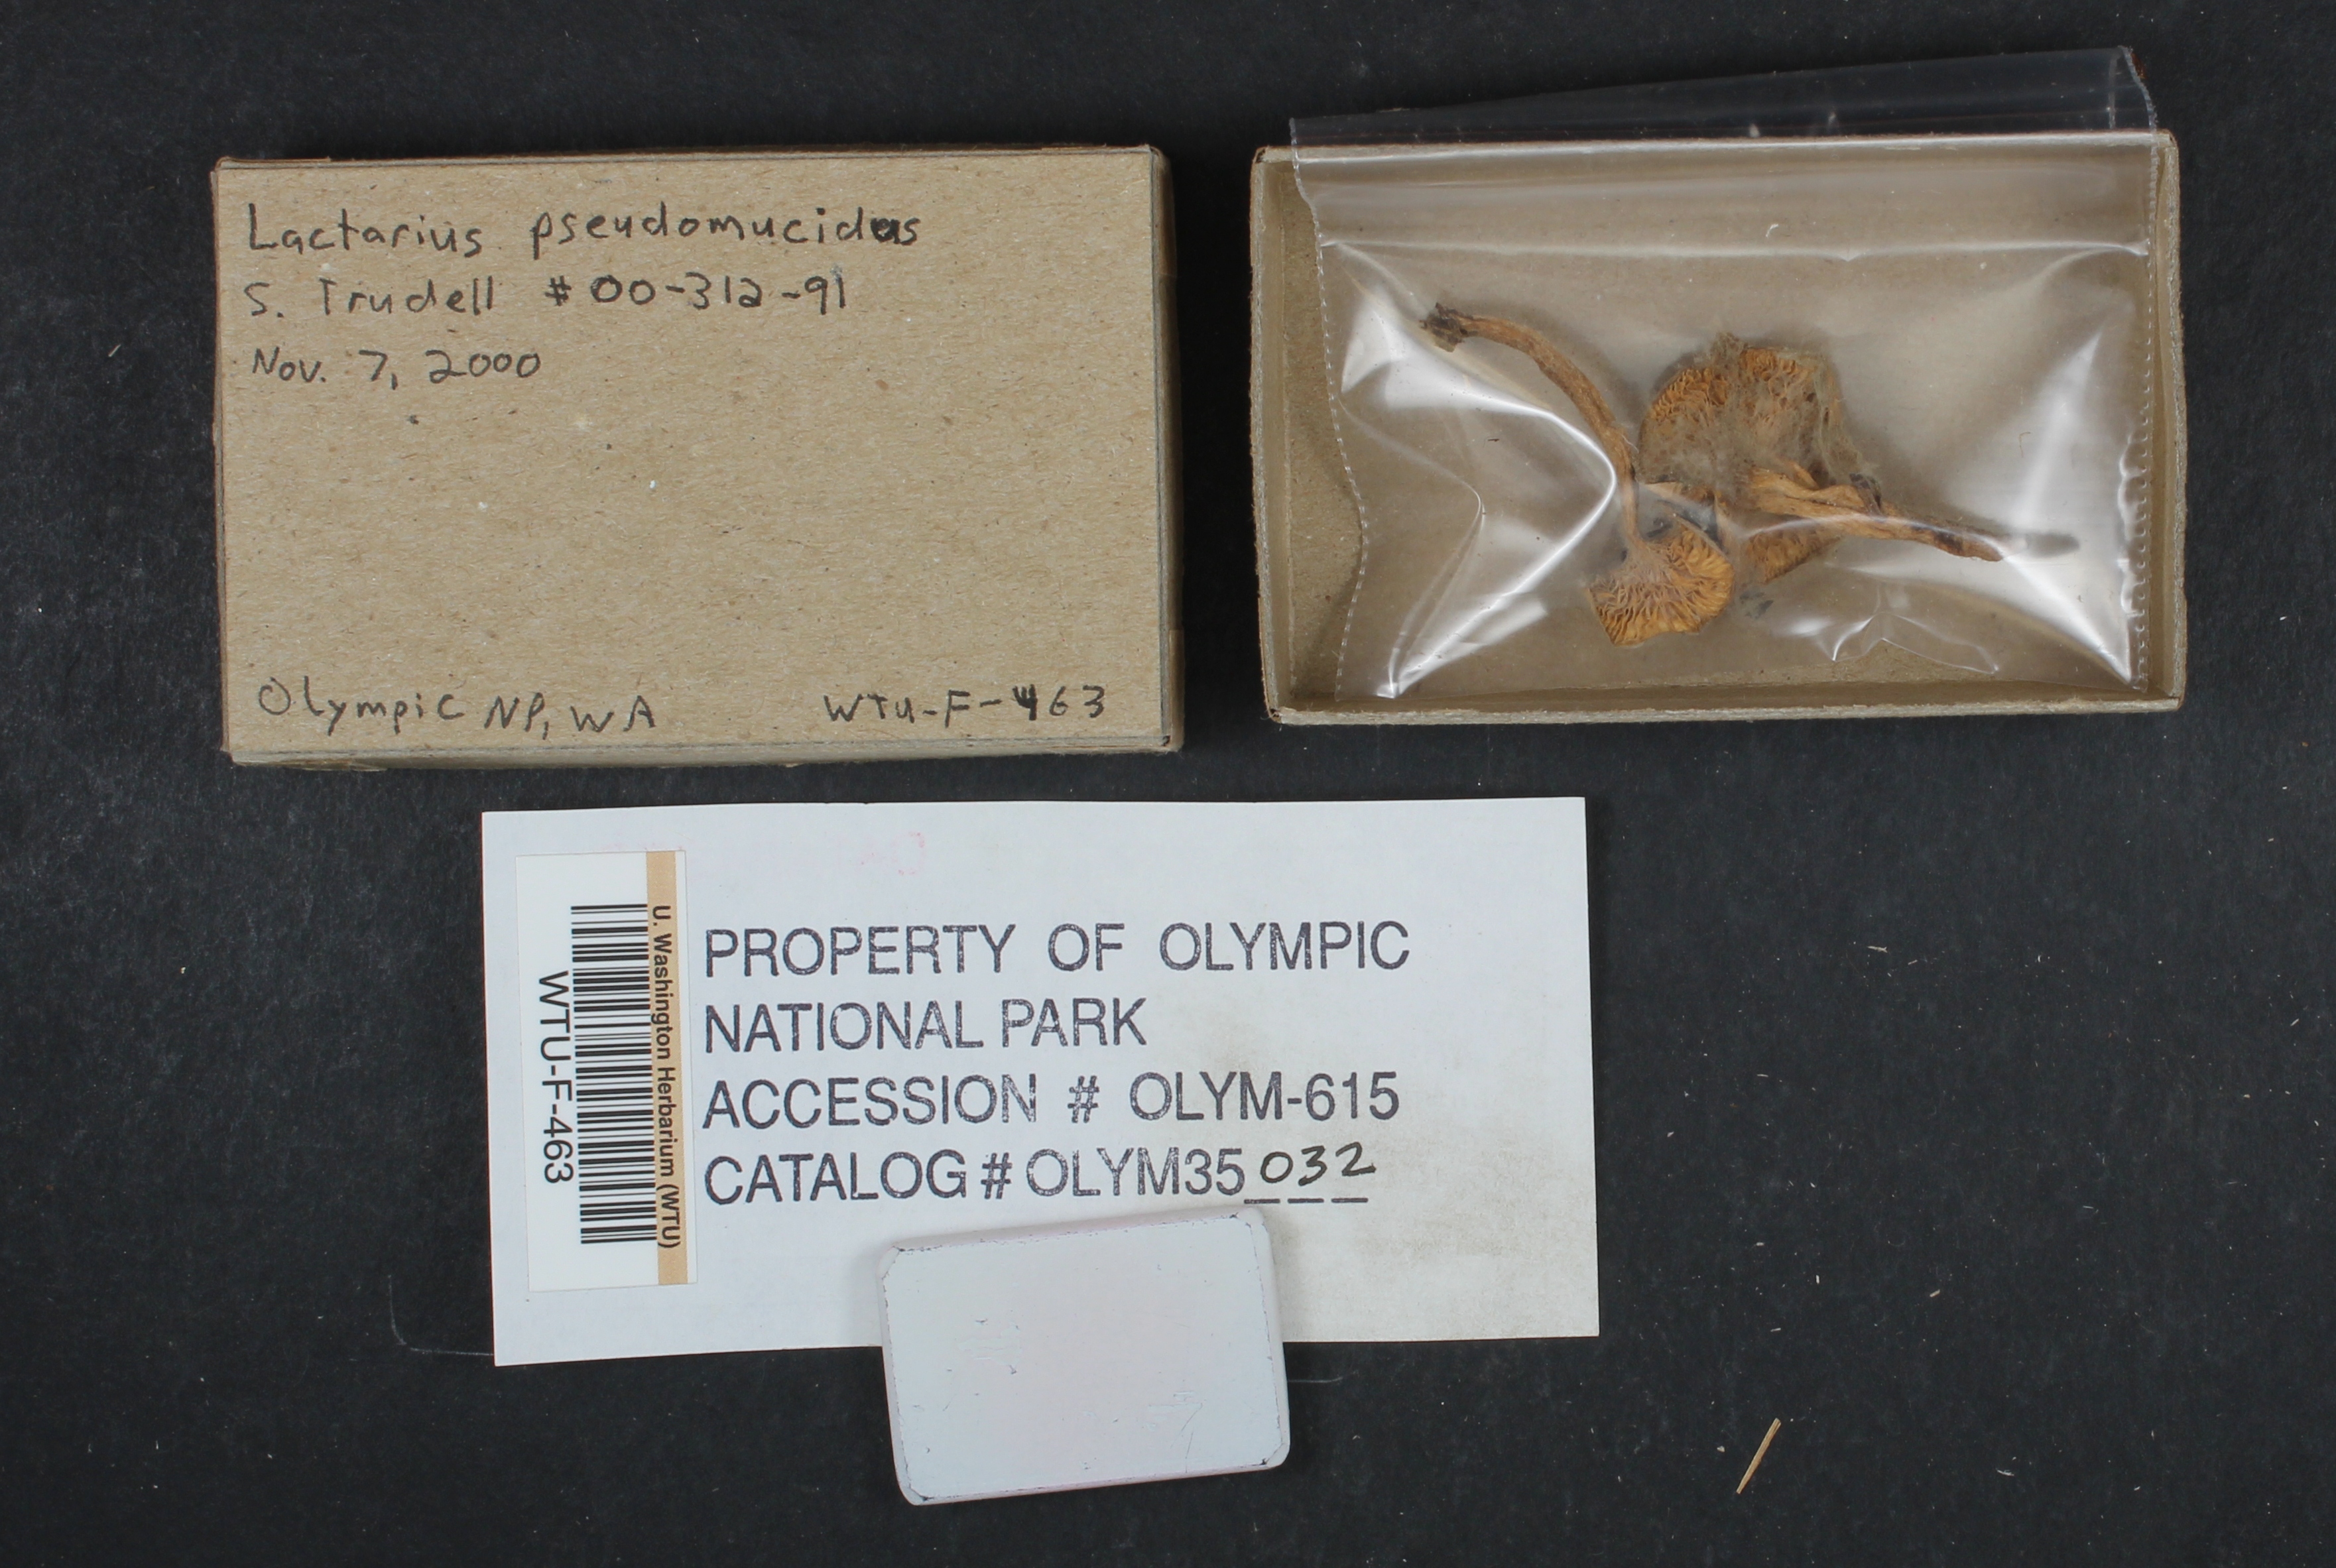 Lactarius pseudomucidus
S. Trudell # 00-312-91
Nov. 7, 2000
Olympic NP, WA
WTU-F-463
U. Washington Herbarium (WTU)
WTU-F-463
PROPERTY OF OLYMPIC
NATIONAL PARK
ACCESSION # OLYM-615
CATALOG # OLYM35032